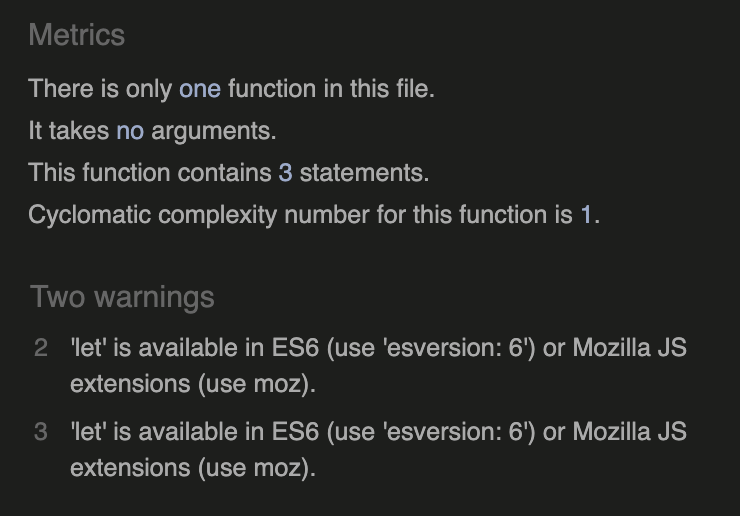 Metrics
There is only one function in this file.
It takes no arguments.
This function contains 3 statements.
Cyclomatic complexity number for this function is 1.
Two warnings
2 'let' is available in ES6 (use 'esversion: 6') or Mozilla JS
extensions (use moz).
3 'let' is available in ES6 (use 'esversion: 6') or Mozilla JS
extensions (use moz).